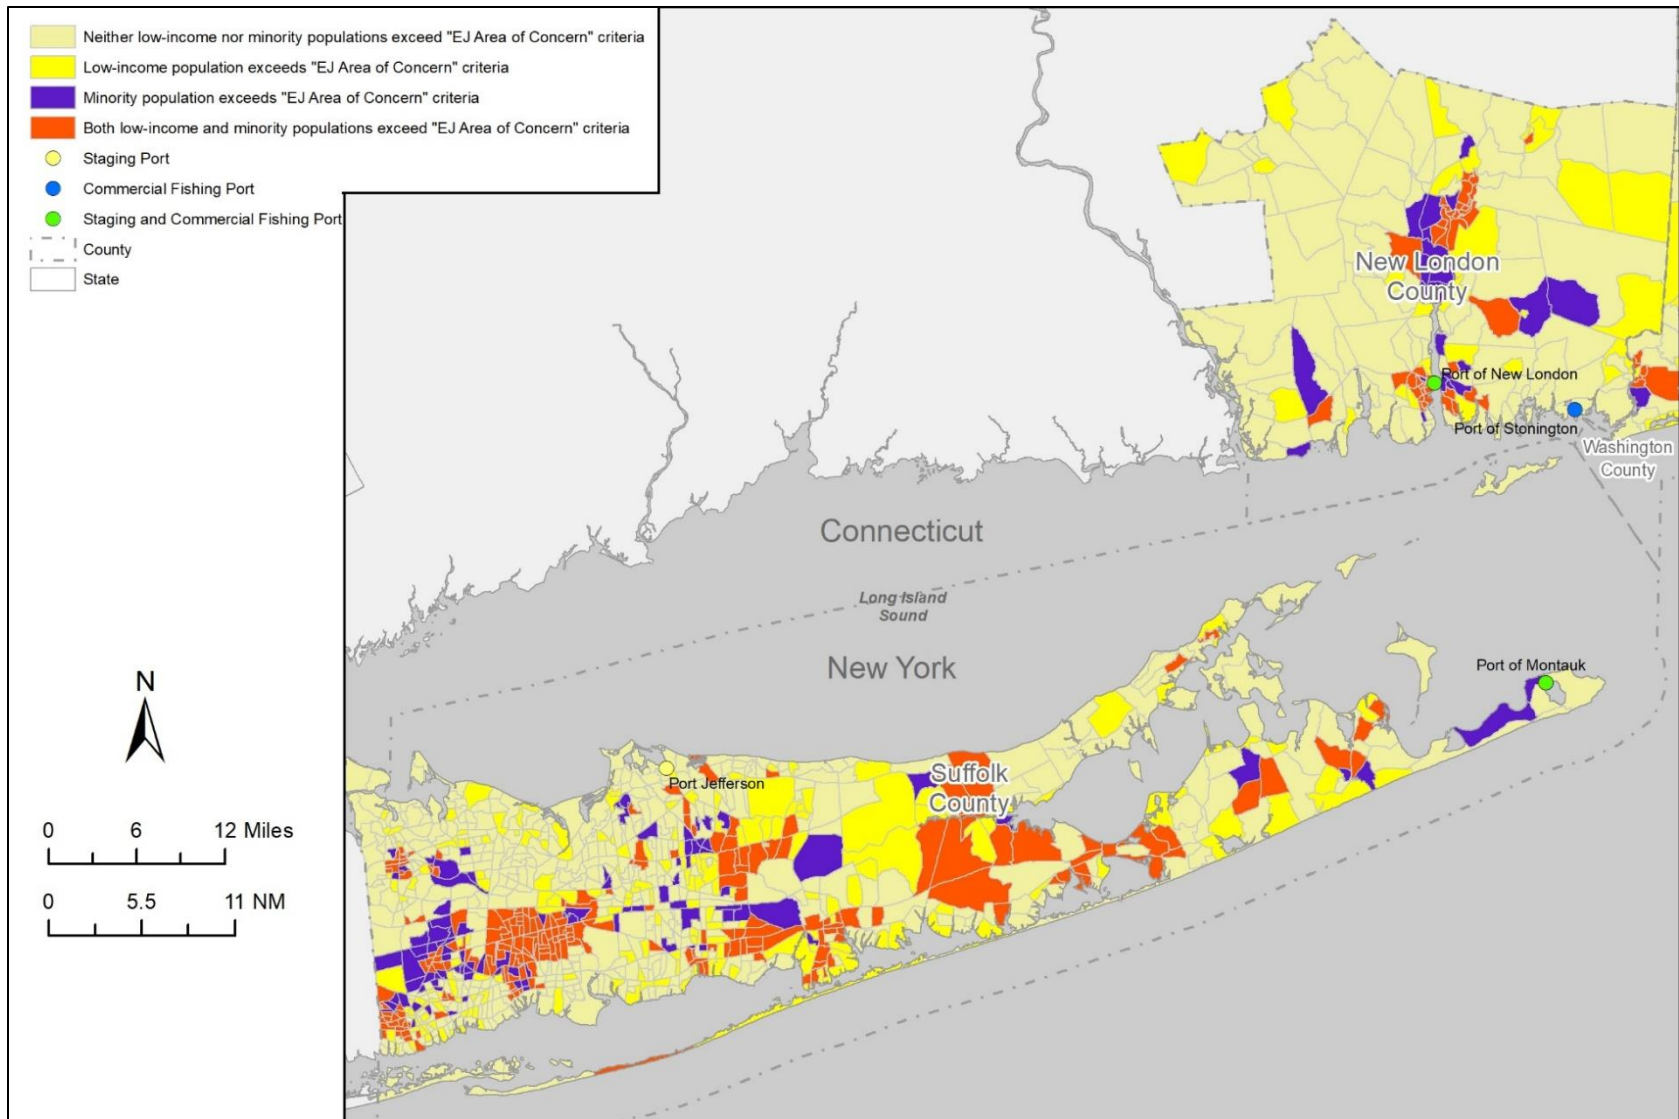 Neither low-income nor minority populations exceed "EJ Area of Concern" criteria
Low-income population exceeds "EJ Area of Concern" criteria
Minority population exceeds "EJ Area of Concern" criteria
Both low-income and minority populations exceed "EJ Area of Concern" criteria
Staging Port
Commercial Fishing Port
Staging and Commercial Fishing Port
County
State
New London
County
Port of New London
Port of Stonington
Washington
County
Connecticut
Long Island
Sound
New York
Port of Montauk
Suffolk
County
Port Jefferson
N
0 6 12 Miles
0 5.5 11 NM